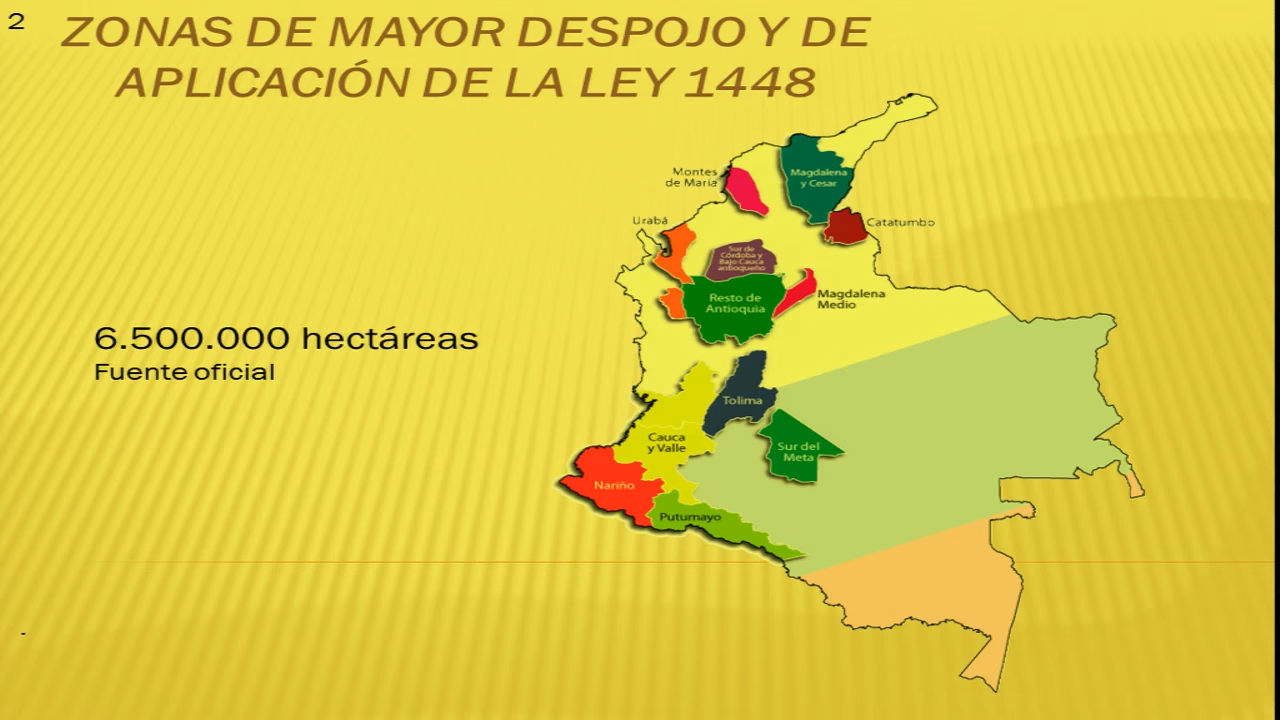 2
ZONAS DE MAYOR DESPOJO Y DE
APLICACIÓN DE LA LEY 1448
Montes
de María
Magdalena
y Cesar
Urabá
Catatumbo
Sur de
Córdoba y
Bajo Cauca
antioqueño
Resto de
Antioquia
Magdalena
Medio
6.500.000 hectáreas
Fuente oficial
Tolima
Cauca
y Valle
Sur del
Meta
Nariño
Putumayo
.